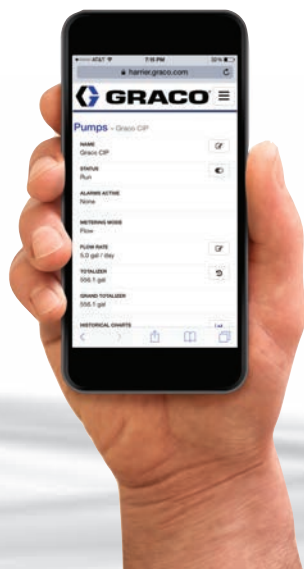 AT&T 7:15 PM 22%
harrier.graco.com
GRACO
Pumps - Graco CIP
NAME
Graco CIP
STATUS
Run
ALARMS ACTIVE
None
METERING MODE
Flow
FLOW RATE
5.0 gal / day
TOTALIZER
556.1 gal
GRAND TOTALIZER
556.1 gal
HISTORICAL CHARTS